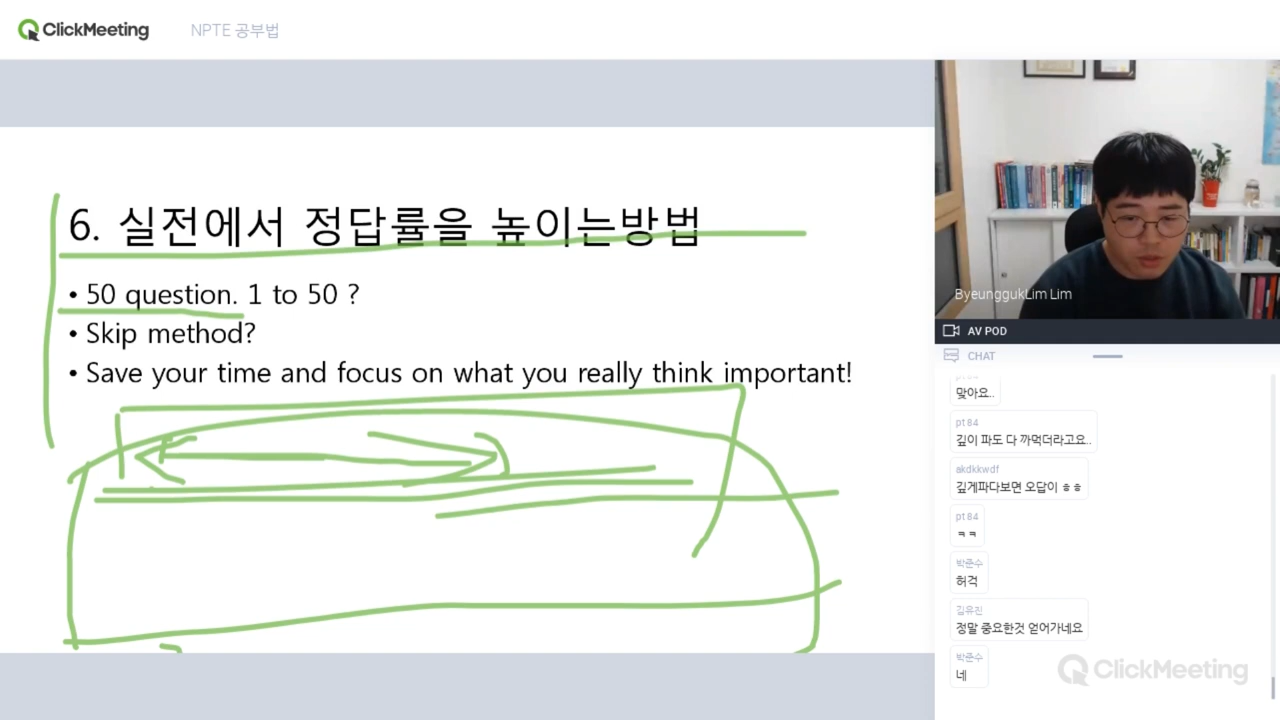 ClickMeeting
NPTE 공부법
6. 실전에서 정답률을 높이는방법
• 50 question. 1 to 50 ?
• Skip method?
• Save your time and focus on what you really think important!
ByeunggukLim Lim
AV POD
CHAT
맞아요..
pt 84
깊이 파도 다 까먹더라고요..
akdkkwdf
깊게파다보면 오답이 ㅎㅎ
pt 84
ㅋㅋ
박준수
허걱
김유진
정말 중요한것 얻어가네요
박준수
네
ClickMeeting